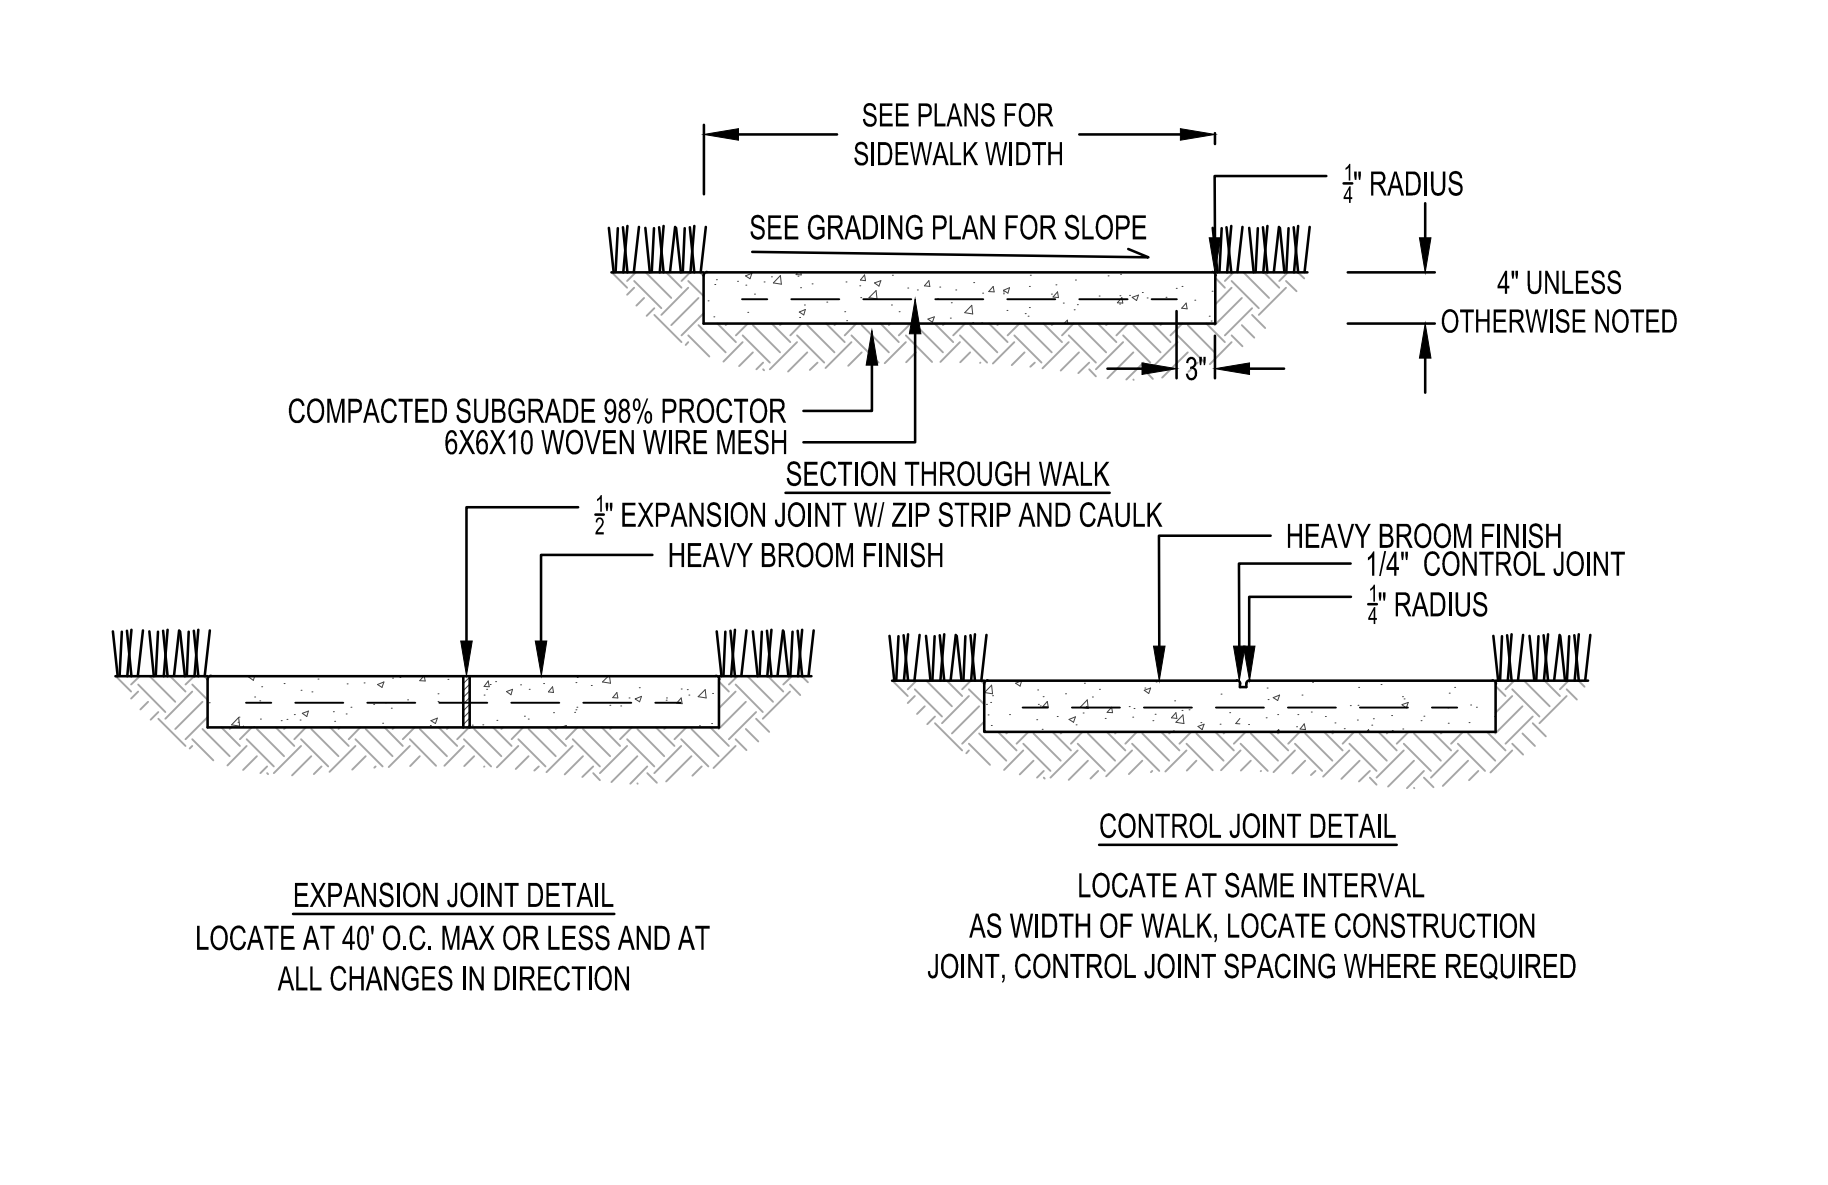 SEE PLANS FOR
SIDEWALK WIDTH
1/4" RADIUS
SEE GRADING PLAN FOR SLOPE
4" UNLESS
OTHERWISE NOTED
3"
COMPACTED SUBGRADE 98% PROCTOR
6X6X10 WOVEN WIRE MESH
SECTION THROUGH WALK
1/2" EXPANSION JOINT W/ ZIP STRIP AND CAULK
HEAVY BROOM FINISH
HEAVY BROOM FINISH
1/4" CONTROL JOINT
1/4" RADIUS
EXPANSION JOINT DETAIL
LOCATE AT 40' O.C. MAX OR LESS AND AT
ALL CHANGES IN DIRECTION
CONTROL JOINT DETAIL
LOCATE AT SAME INTERVAL
AS WIDTH OF WALK, LOCATE CONSTRUCTION
JOINT, CONTROL JOINT SPACING WHERE REQUIRED